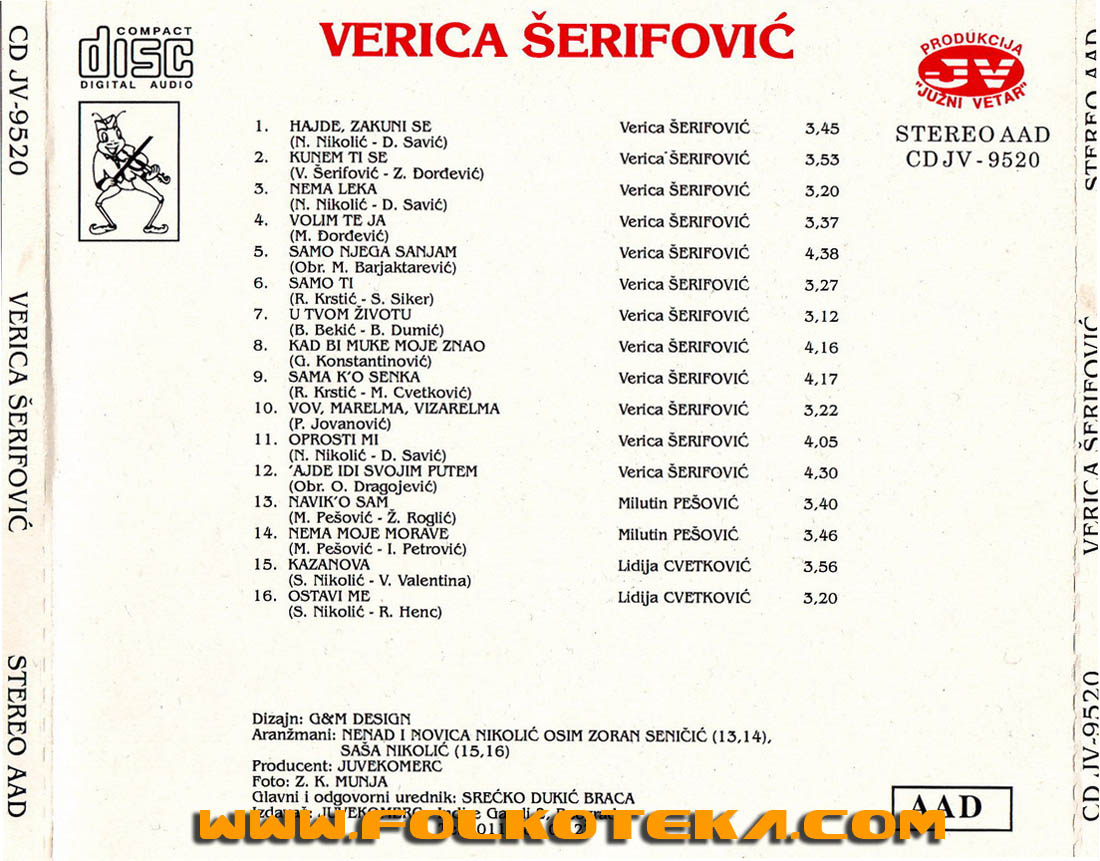 CD JV-9520
VERICA ŠERIFOVIĆ
STEREO AAD
COMPACT
disc
DIGITAL AUDIO
VERICA ŠERIFOVIĆ
PRODUKCIJA
JV
"JUŽNI VETAR"
STEREO AAD
CD JV - 9520
1. HAJDE, ZAKUNI SE Verica ŠERIFOVIĆ 3,45
(N. Nikolić - D. Savić)
2. KUNEM TI SE Verica ŠERIFOVIĆ 3,53
(V. Šerifović - Z. Đorđević)
3. NEMA LEKA Verica ŠERIFOVIĆ 3,20
(N. Nikolić - D. Savić)
4. VOLIM TE JA Verica ŠERIFOVIĆ 3,37
(M. Đorđević)
5. SAMO NJEGA SANJAM Verica ŠERIFOVIĆ 4,38
(Obr. M. Barjaktarević)
6. SAMO TI Verica ŠERIFOVIĆ 3,27
(R. Krstić - S. Siker)
7. U TVOM ŽIVOTU Verica ŠERIFOVIĆ 3,12
(B. Bekić - B. Dumić)
8. KAD BI MUKE MOJE ZNAO Verica ŠERIFOVIĆ 4,16
(G. Konstantinović)
9. SAMA K'O SENKA Verica ŠERIFOVIĆ 4,17
(R. Krstić - M. Cvetković)
10. VOV, MARELMA, VIZARELMA Verica ŠERIFOVIĆ 3,22
(P. Jovanović)
11. OPROSTI MI Verica ŠERIFOVIĆ 4,05
(N. Nikolić - D. Savić)
12. 'AJDE IDI SVOJIM PUTEM Verica ŠERIFOVIĆ 4,30
(Obr. O. Dragojević)
13. NAVIK'O SAM Milutin PEŠOVIĆ 3,40
(M. Pešović - Ž. Roglić)
14. NEMA MOJE MORAVE Milutin PEŠOVIĆ 3,46
(M. Pešović - I. Petrović)
15. KAZANOVA Lidija CVETKOVIĆ 3,56
(S. Nikolić - V. Valentina)
16. OSTAVI ME Lidija CVETKOVIĆ 3,20
(S. Nikolić - R. Henc)
Dizajn: G&M DESIGN
Aranžmani: NENAD I NOVICA NIKOLIĆ OSIM ZORAN SENIČIĆ (13,14),
SAŠA NIKOLIĆ (15,16)
Producent: JUVEKOMERC
Foto: Z. K. MUNJA
Glavni i odgovorni urednik: SREĆKO DUKIĆ BRACA
Izdavač: JUVEKOMERC
WWW.FOLKOTEKA.COM
AAD
STEREO AAD
VERICA ŠERIFOVIĆ
CD JV-9520